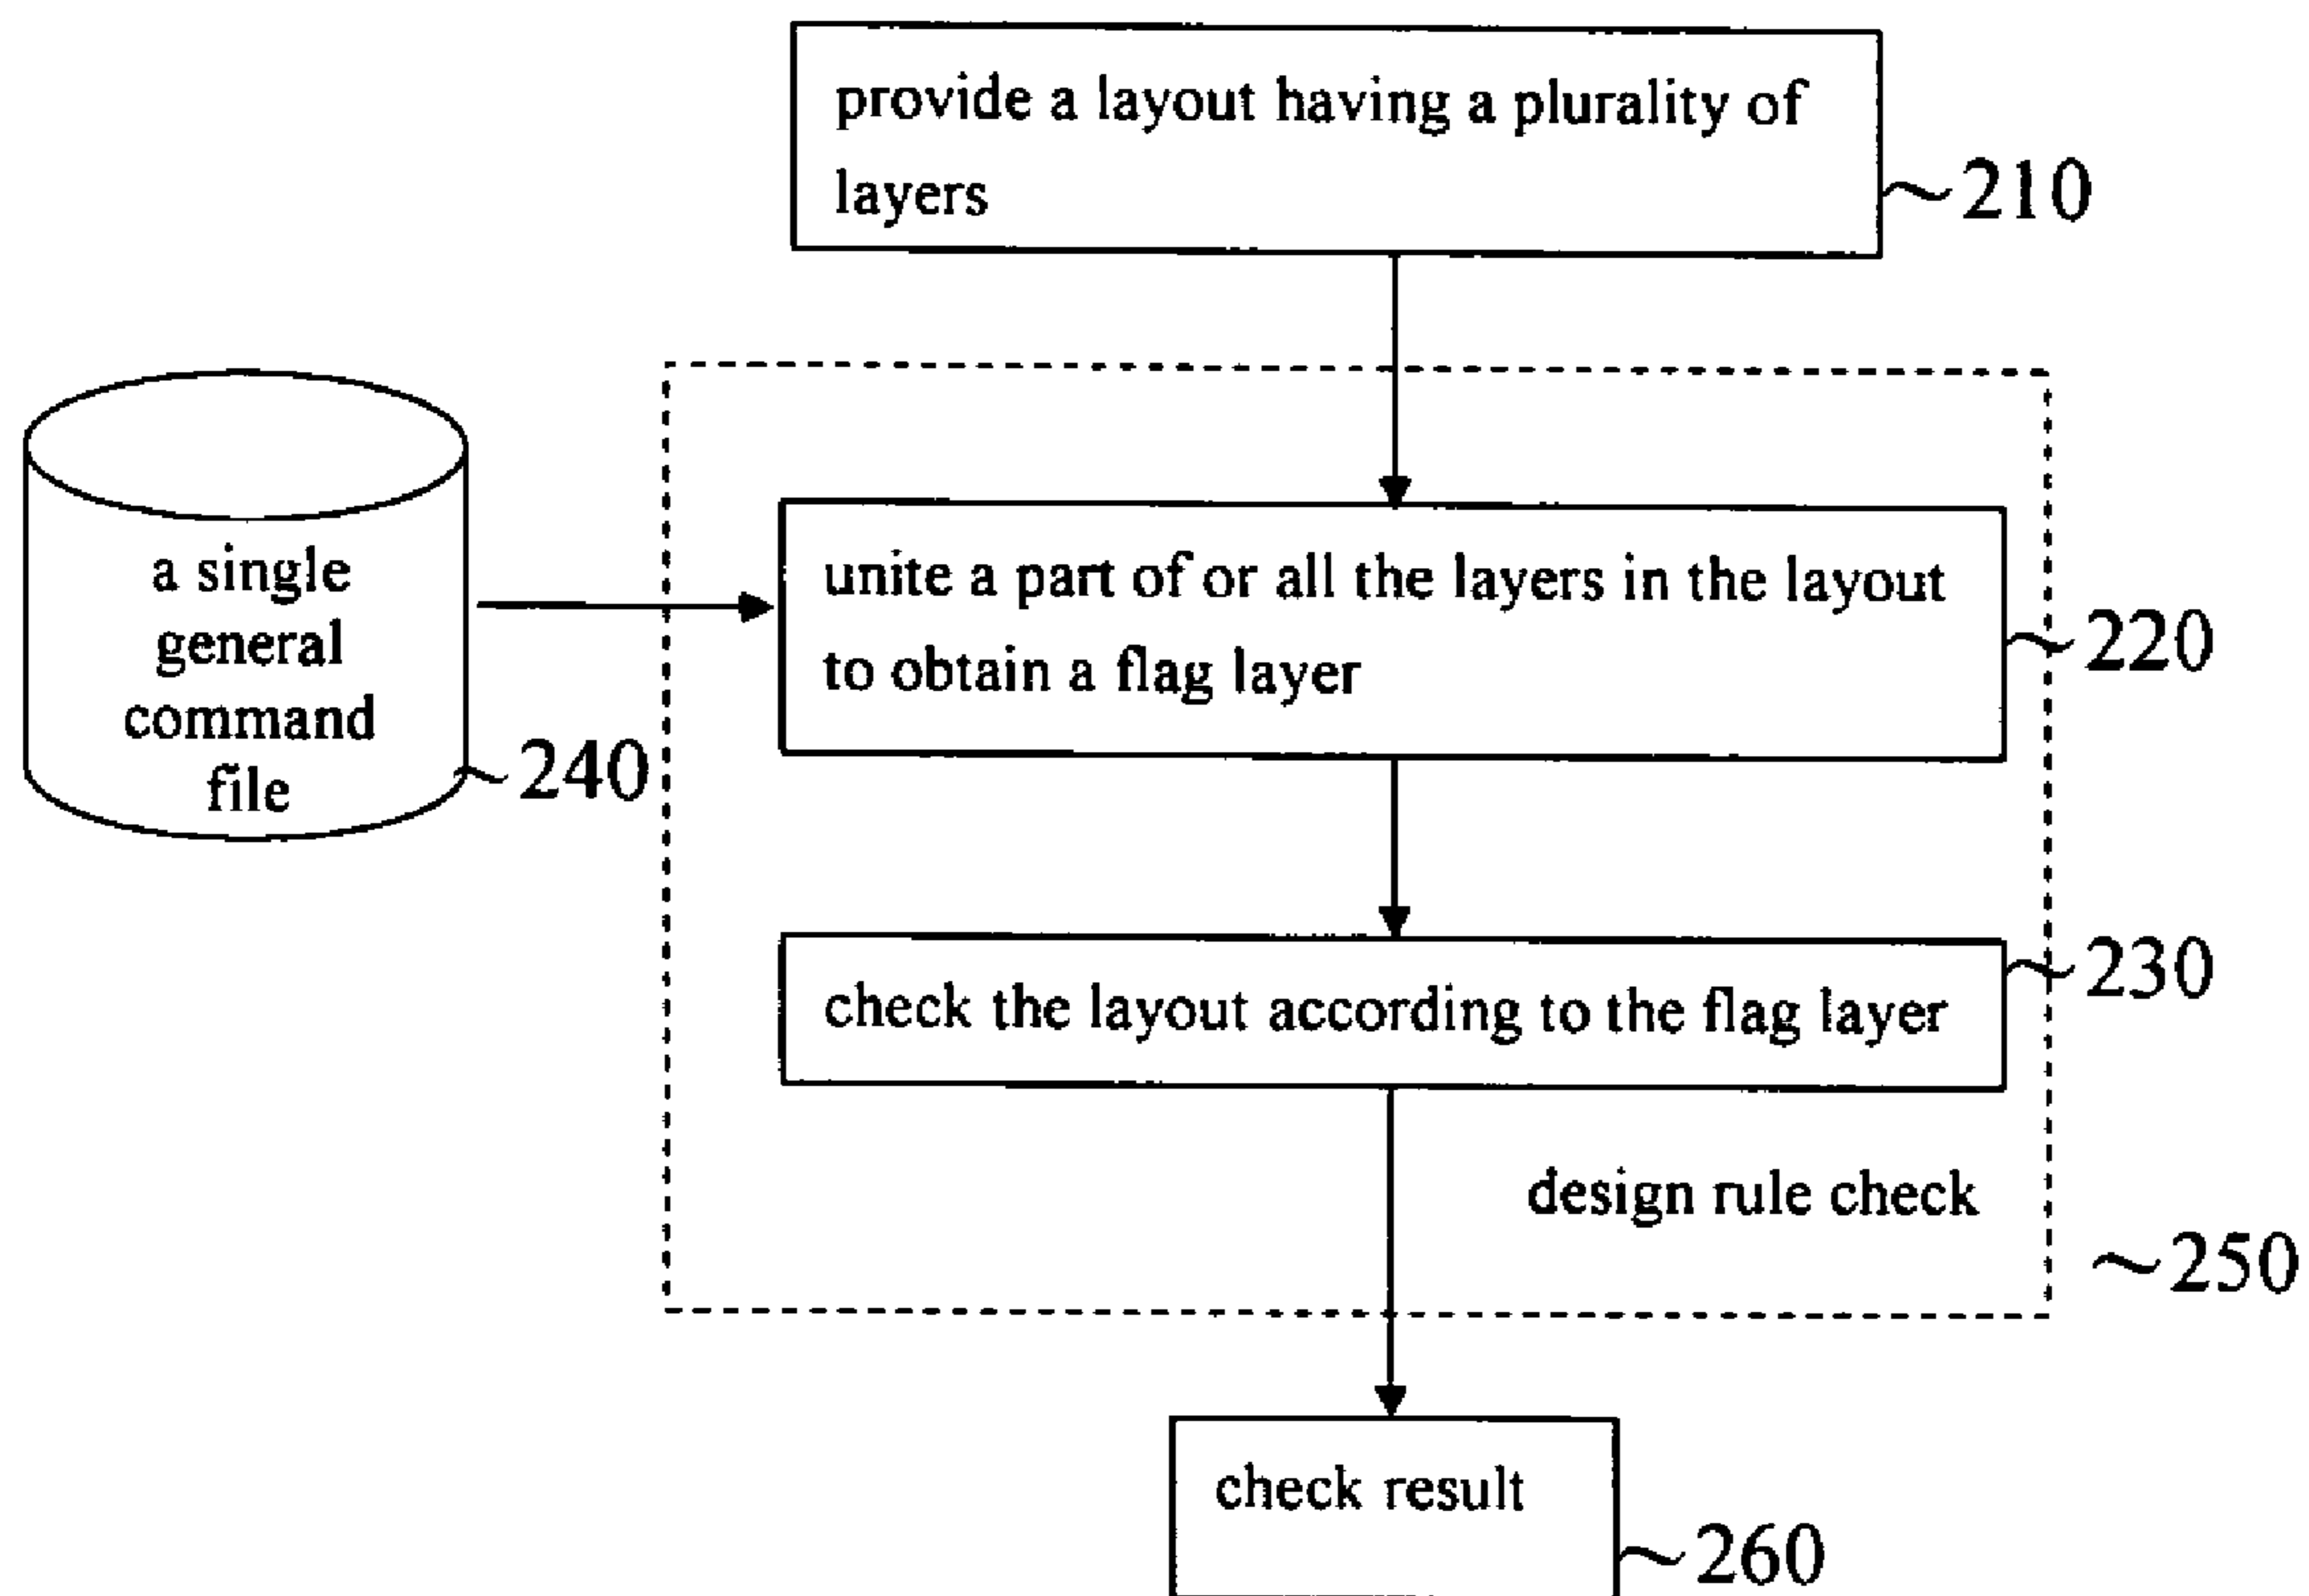 provide a layout having a plurality of
layers
~210
a single
general
command
file
~240
unite a part of or all the layers in the layout
to obtain a flag layer
~220
check the layout according to the flag layer
~230
design rule check
~250
check result
~260